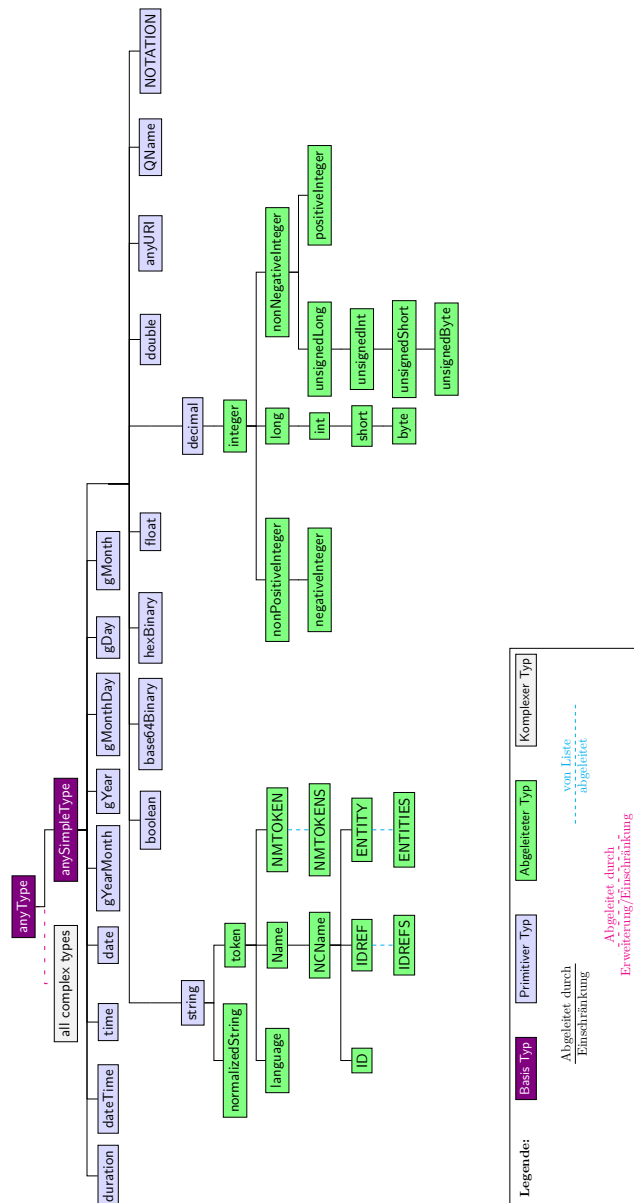 anyType
all complex types
anySimpleType
duration
dateTime
time
date
gYearMonth
gYear
gMonthDay
gDay
gMonth
boolean
base64Binary
hexBinary
float
double
anyURI
QName
NOTATION
string
decimal
normalizedString
token
integer
language
Name
NMTOKEN
nonPositiveInteger
long
nonNegativeInteger
NCName
NMTOKENS
negativeInteger
int
unsignedLong
positiveInteger
ID
IDREF
ENTITY
short
unsignedInt
IDREFS
ENTITIES
byte
unsignedShort
unsignedByte
Legende:
Basis Typ
Primitiver Typ
Abgeleiteter Typ
Komplexer Typ
Abgeleitet durch
Einschränkung
von Liste
abgeleitet
Abgeleitet durch
Erweiterung/Einschränkung